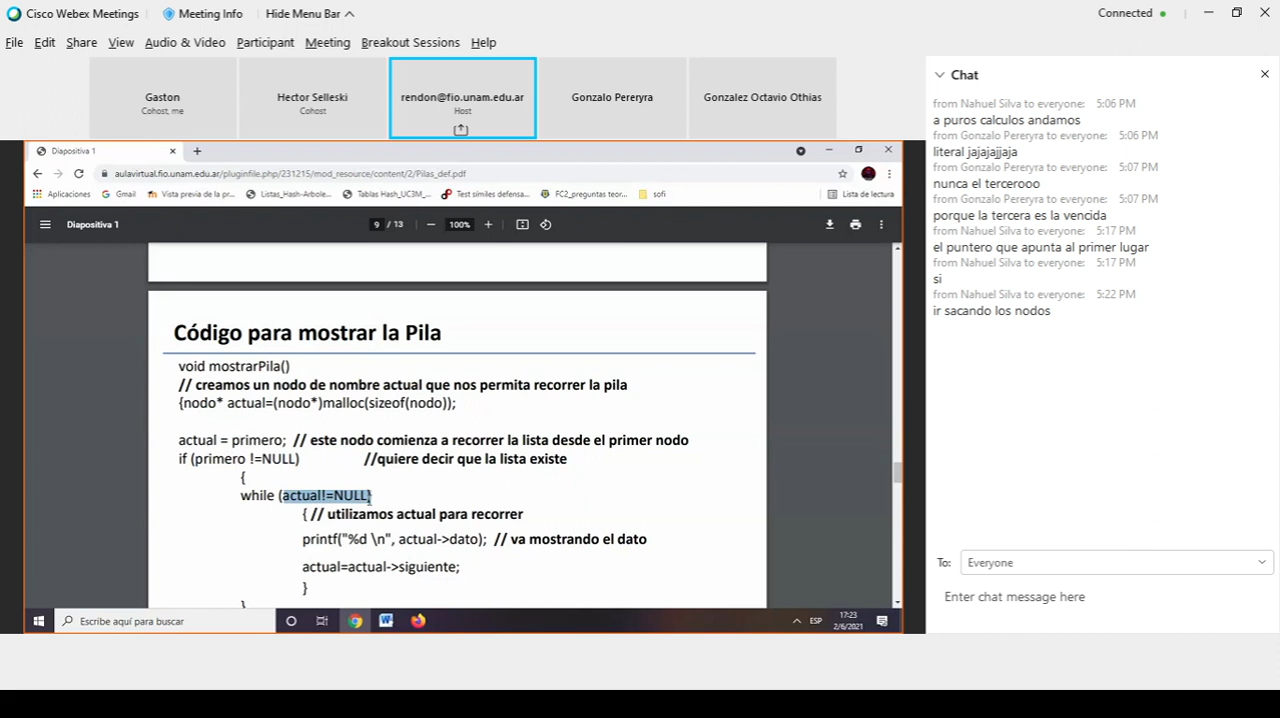 Cisco Webex Meetings
Meeting Info
Hide Menu Bar
Connected
File Edit Share View Audio & Video Participant Meeting Breakout Sessions Help
Gaston
Cohost, me
Hector Selleski
Cohost
rendon@fio.unam.edu.ar
Host
Gonzalo Pereryra
Gonzalez Octavio Othias
Diapositiva 1
aulavirtual.fio.unam.edu.ar/pluginfile.php/231215/mod_resource/content/2/Pilas_def.pdf
Aplicaciones Gmail Vista previa de la pr... Listas_Hash-Arbole... Tablas Hash_UC3M_... Test símiles defensa... FC2_preguntas teor... sofi Lista de lectura
Diapositiva 1 9 / 13 100%
Código para mostrar la Pila
void mostrarPila()
// creamos un nodo de nombre actual que nos permita recorrer la pila
{nodo* actual=(nodo*)malloc(sizeof(nodo));
actual = primero; // este nodo comienza a recorrer la lista desde el primer nodo
if (primero !=NULL) //quiere decir que la lista existe
{
while (actual!=NULL)
{ // utilizamos actual para recorrer
printf("%d \n", actual->dato); // va mostrando el dato
actual=actual->siguiente;
}
}
Escribe aquí para buscar
ESP
17:23
2/6/2021
Chat
from Nahuel Silva to everyone: 5:06 PM
a puros calculos andamos
from Gonzalo Pereryra to everyone: 5:06 PM
literal jajajajjaja
from Gonzalo Pereryra to everyone: 5:07 PM
nunca el tercerooo
from Gonzalo Pereryra to everyone: 5:07 PM
porque la tercera es la vencida
from Nahuel Silva to everyone: 5:17 PM
el puntero que apunta al primer lugar
from Nahuel Silva to everyone: 5:17 PM
si
from Nahuel Silva to everyone: 5:22 PM
ir sacando los nodos
To: Everyone
Enter chat message here